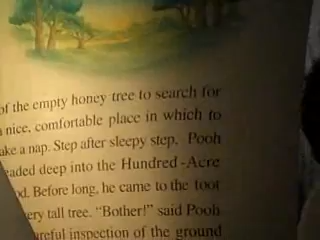 of the empty honey tree to search for
nice, comfortable place in which to
ake a nap. Step after sleepy step, Pooh
eaded deep into the Hundred-Acre
od. Before long, he came to the toot
ery tall tree. "Bother!" said Pooh
areful inspection of the ground